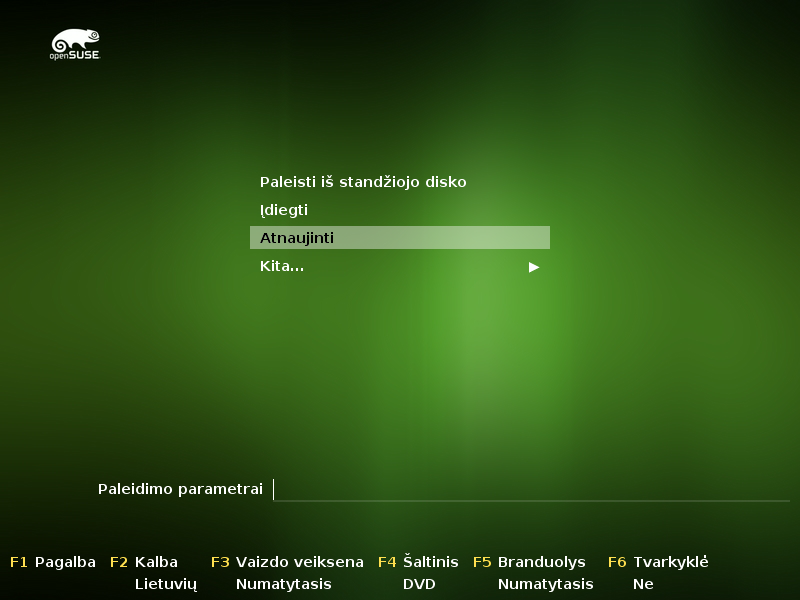 openSUSE
Paleisti iš standžiojo disko
Įdiegti
Atnaujinti
Kita...
Paleidimo parametrai
F1 Pagalba F2 Kalba F3 Vaizdo veiksena F4 Šaltinis F5 Branduolys F6 Tvarkyklė
Lietuvių Numatytasis DVD Numatytasis Ne